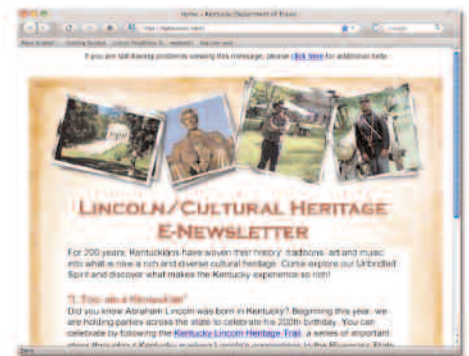 Home - Kentucky Department of Travel
Google
If you are still having problems viewing this message, please click here for additional help.
LINCOLN/CULTURAL HERITAGE
E-NEWSLETTER
For 200 years, Kentuckians have woven their history, traditions, art and music
into what is now a rich and diverse cultural heritage. Come explore our Unbridled
Spirit and discover what makes the Kentucky experience so rich!
"I, Too, am a Kentuckian"
Did you know Abraham Lincoln was born in Kentucky? Beginning this year, we
are holding parties across the state to celebrate his 200th birthday. You can
celebrate by following the Kentucky Lincoln Heritage Trail, a series of important